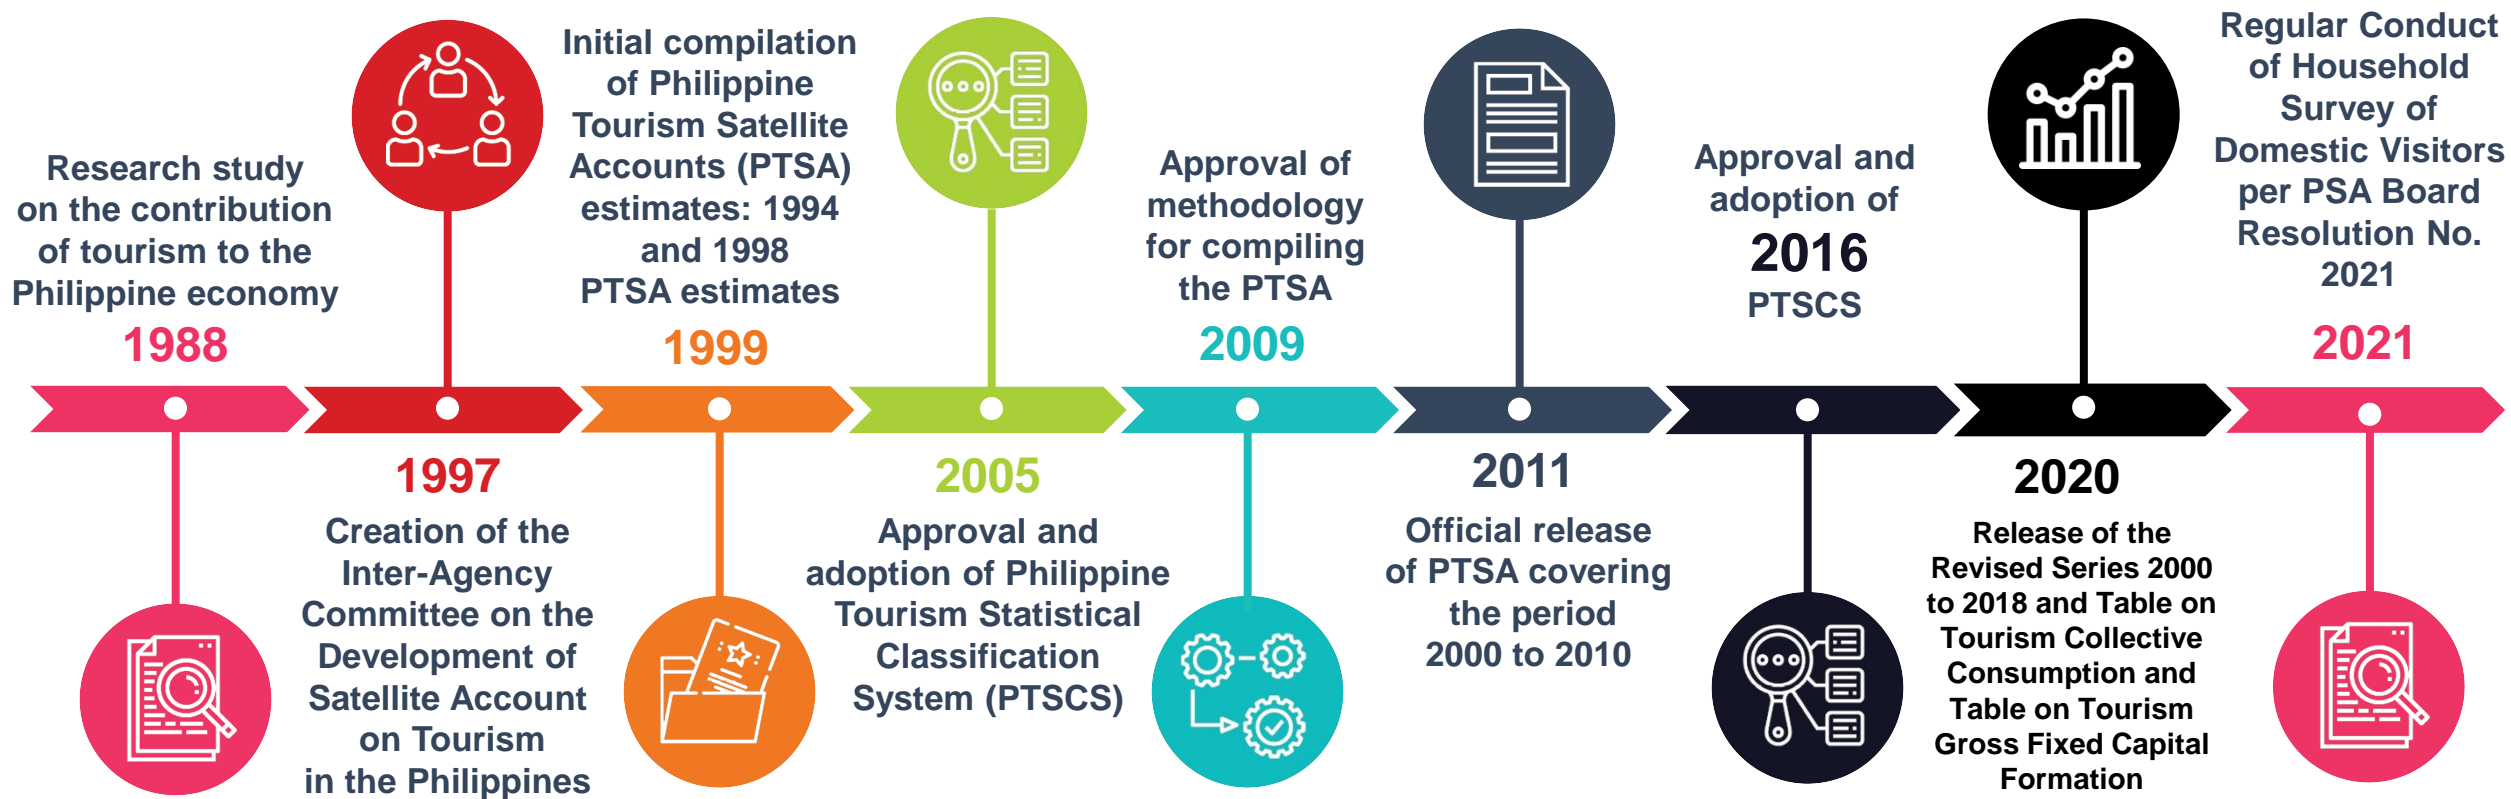 Research study
on the contribution
of tourism to the
Philippine economy
1988
1997
Creation of the
Inter-Agency
Committee on the
Development of
Satellite Account
on Tourism
in the Philippines
Initial compilation
of Philippine
Tourism Satellite
Accounts (PTSA)
estimates: 1994
and 1998
PTSA estimates
1999
2005
Approval and
adoption of Philippine
Tourism Statistical
Classification
System (PTSCS)
Approval of
methodology
for compiling
the PTSA
2009
2011
Official release
of PTSA covering
the period
2000 to 2010
Approval and
adoption of
2016
PTSCS
2020
Release of the
Revised Series 2000
to 2018 and Table on
Tourism Collective
Consumption and
Table on Tourism
Gross Fixed Capital
Formation
Regular Conduct
of Household
Survey of
Domestic Visitors
per PSA Board
Resolution No.
2021
2021